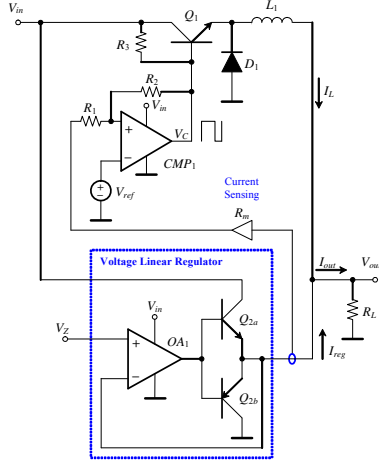 V_in
Q_1
L_1
R_3
D_1
R_2
I_L
R_1
V_in
+
V_C
−
CMP_1
V_ref
Current
Sensing
R_m
Voltage Linear Regulator
I_out
V_ou
V_in
Q_2a
R_L
V_Z
+
OA_1
I_reg
−
Q_2b